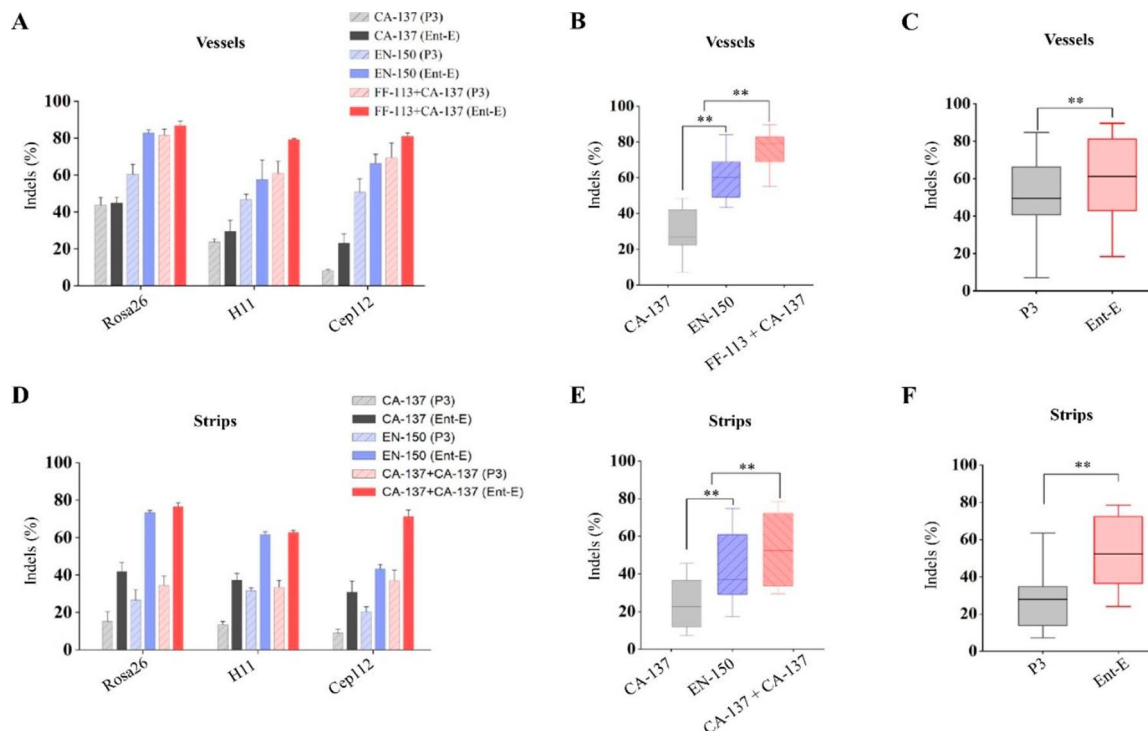 A
Vessels
CA-137 (P3)
CA-137 (Ent-E)
EN-150 (P3)
EN-150 (Ent-E)
FF-113+CA-137 (P3)
FF-113+CA-137 (Ent-E)
Indels (%)
100
80
60
40
20
0
Rosa26
H11
Cep112
B
Vessels
Indels (%)
100
80
60
40
20
0
**
**
CA-137
EN-150
FF-113 + CA-137
C
Vessels
Indels (%)
100
80
60
40
20
0
**
P3
Ent-E
D
Strips
CA-137 (P3)
CA-137 (Ent-E)
EN-150 (P3)
EN-150 (Ent-E)
CA-137+CA-137 (P3)
CA-137+CA-137 (Ent-E)
Indels (%)
100
80
60
40
20
0
Rosa26
H11
Cep112
E
Strips
Indels (%)
100
80
60
40
20
0
**
**
CA-137
EN-150
CA-137 + CA-137
F
Strips
Indels (%)
100
80
60
40
20
0
**
P3
Ent-E